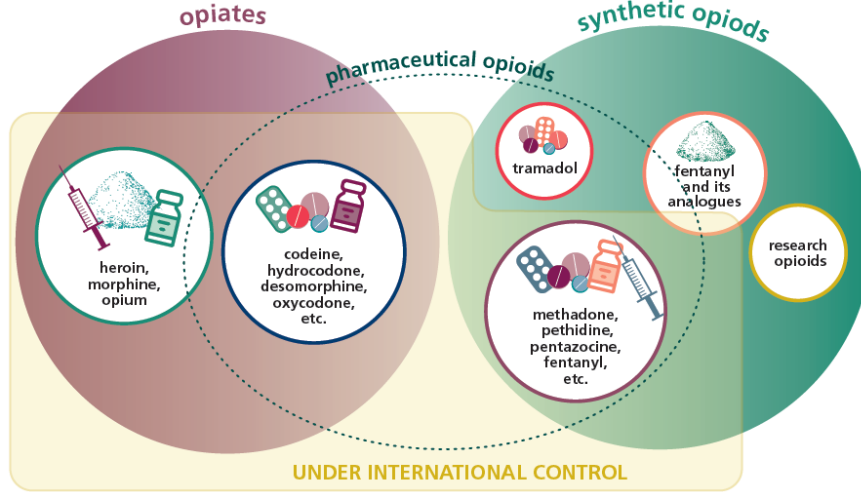 opiates
synthetic opiods
pharmaceutical opioids
tramadol
fentanyl
and its
analogues
research
opioids
heroin,
morphine,
opium
codeine,
hydrocodone,
desomorphine,
oxycodone,
etc.
methadone,
pethidine,
pentazocine,
fentanyl,
etc.
UNDER INTERNATIONAL CONTROL